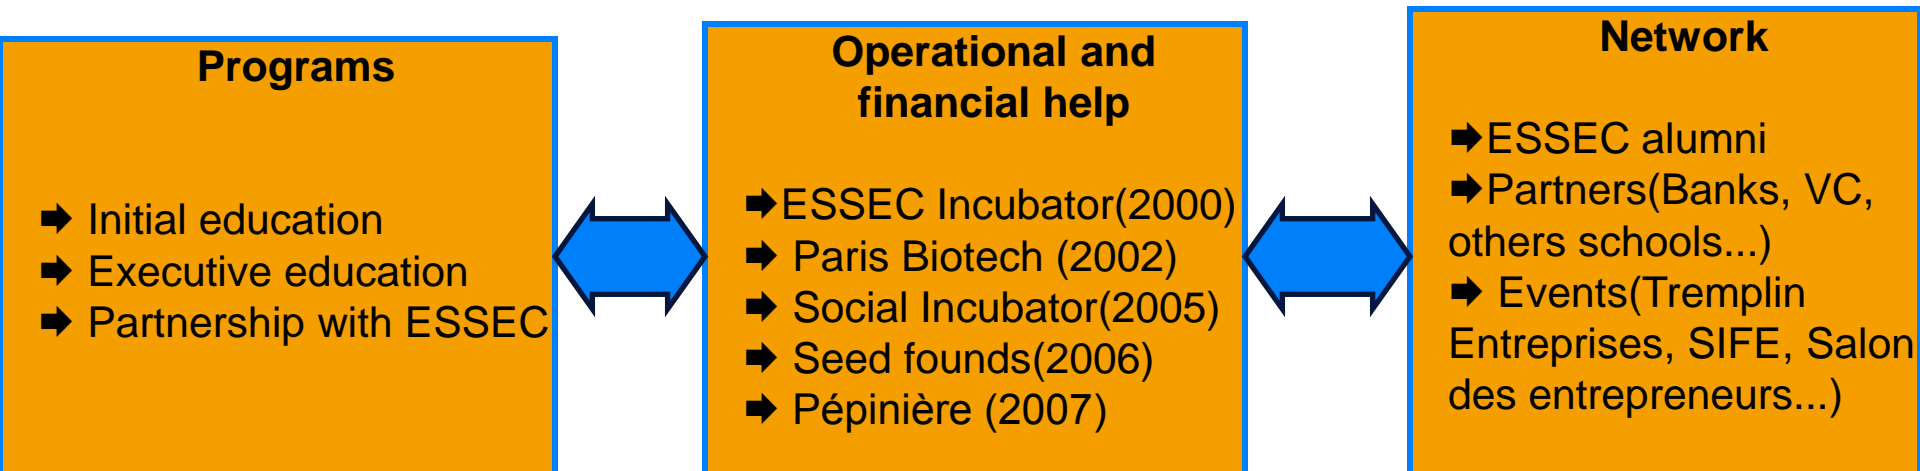 Programs
➡ Initial education
➡ Executive education
➡ Partnership with ESSEC
Operational and
financial help
➡ESSEC Incubator(2000)
➡ Paris Biotech (2002)
➡ Social Incubator(2005)
➡ Seed founds(2006)
➡ Pépinière (2007)
Network
➡ESSEC alumni
➡Partners(Banks, VC,
others schools...)
➡ Events(Tremplin
Entreprises, SIFE, Salon
des entrepreneurs...)